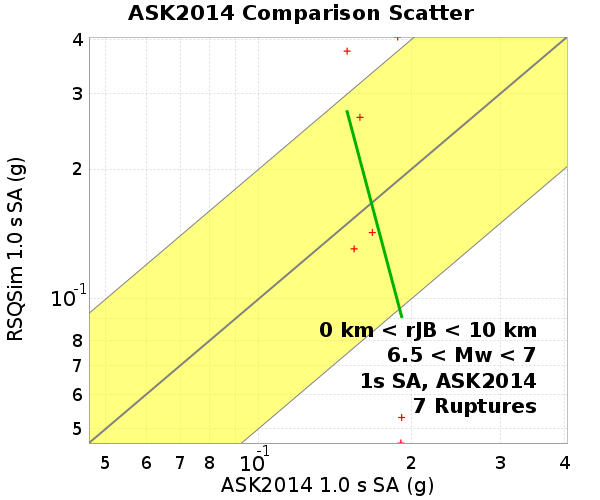 ASK2014 Comparison Scatter
RSQSim 1.0 s SA (g)
4
3
2
10-1
8
7
6
5
0 km < rJB < 10 km
6.5 < Mw < 7
1s SA, ASK2014
7 Ruptures
5 6 7 8 10-1 2 3 4
ASK2014 1.0 s SA (g)